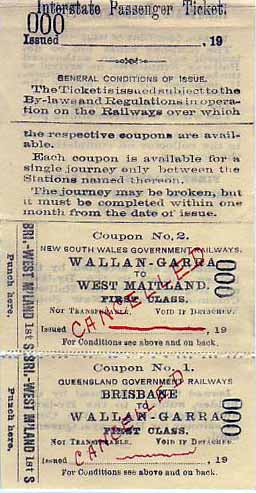 Interstate Passenger Ticket.
000
Issued , 19
GENERAL CONDITIONS OF ISSUE.
The Ticket is issued subject to the
By-laws and Regulations in opera-
tion on the Railways over which
the respective coupons are avail-
able.
Each coupon is available for a
single journey only between the
Stations named thereon.
The journey may be broken, but
it must be completed within one
month from the date of issue.
Coupon No. 2.
NEW SOUTH WALES GOVERNMENT RAILWAYS.
WALLAN-GARRA
TO
WEST MAITLAND.
FIRST CLASS.
NOT TRANSFERABLE. VOID IF DETACHED.
Issued , 19
For Conditions see above and on back.
000
CANCELLED
BRI.-WEST M'TLAND 1st S
Punch here.
Coupon No. 1.
QUEENSLAND GOVERNMENT RAILWAYS
BRISBANE
TO
WALLAN-GARRA
FIRST CLASS.
NOT TRANSFERABLE. VOID IF DETACHED
Issued , 19
For Conditions see above and on back.
000
CANCELLED
BRI.-WEST M'TLAND 1st S
Punch here.